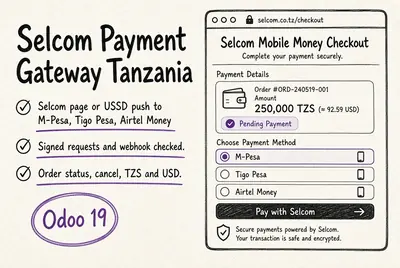 Selcom Payment
Gateway Tanzania
Selcom page or USSD push to
M-Pesa, Tigo Pesa, Airtel Money
Signed requests and webhook checked.
Order status, cancel, TZS and USD.
Odoo 19
selcom.co.tz/checkout
Selcom Mobile Money Checkout
Complete your payment securely.
Payment Details
Order #ORD-240519-001
Amount
250,000 TZS (≈ 92.59 USD)
Pending Payment
Choose Payment Method
M-Pesa
Tigo Pesa
Airtel Money
Pay with Selcom
Secure payments powered by Selcom.
Your transaction is safe and encrypted.